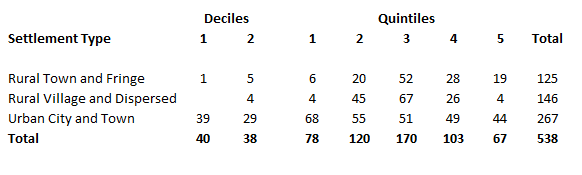 Deciles Quintiles
Settlement Type 1 2 1 2 3 4 5 Total
Rural Town and Fringe 1 5 6 20 52 28 19 125
Rural Village and Dispersed 4 4 45 67 26 4 146
Urban City and Town 39 29 68 55 51 49 44 267
Total 40 38 78 120 170 103 67 538